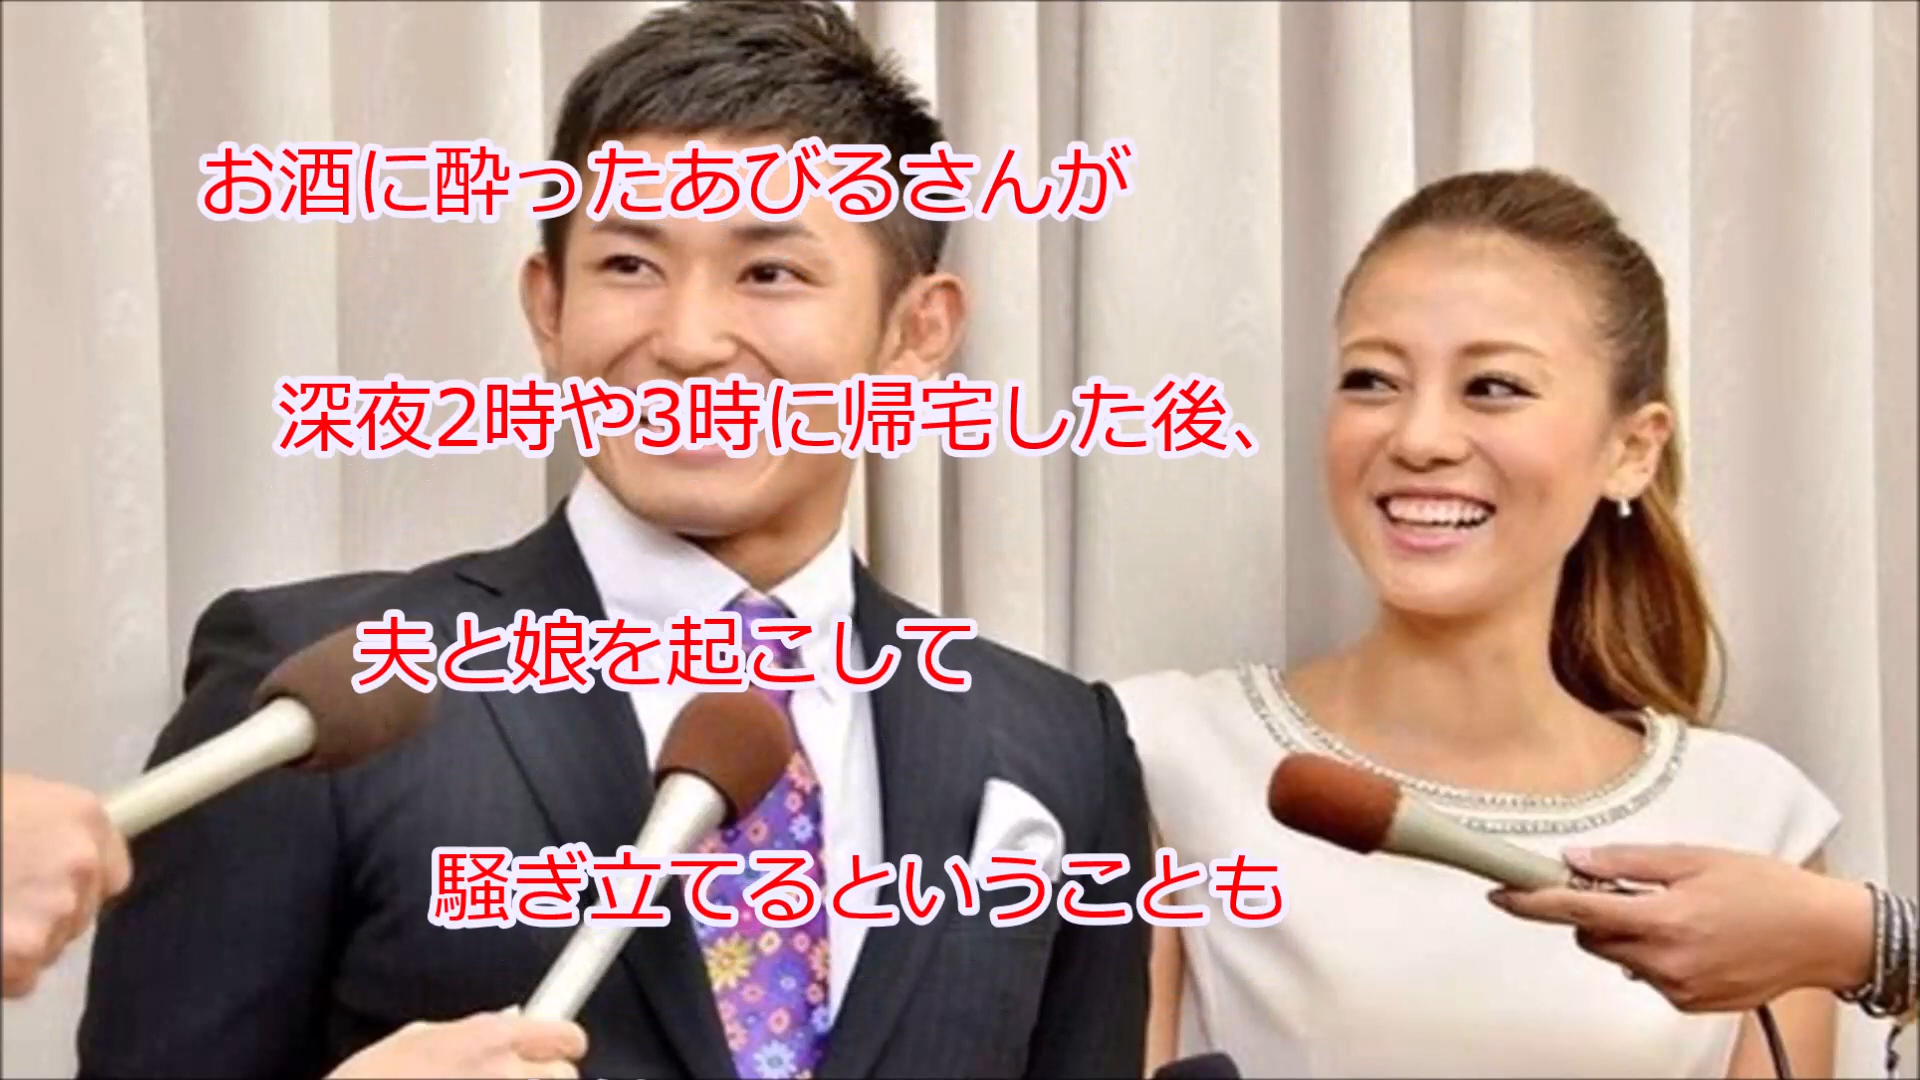 お酒に酔ったあびるさんが
深夜2時や3時に帰宅した後、
夫と娘を起こして
騒ぎ立てるということも